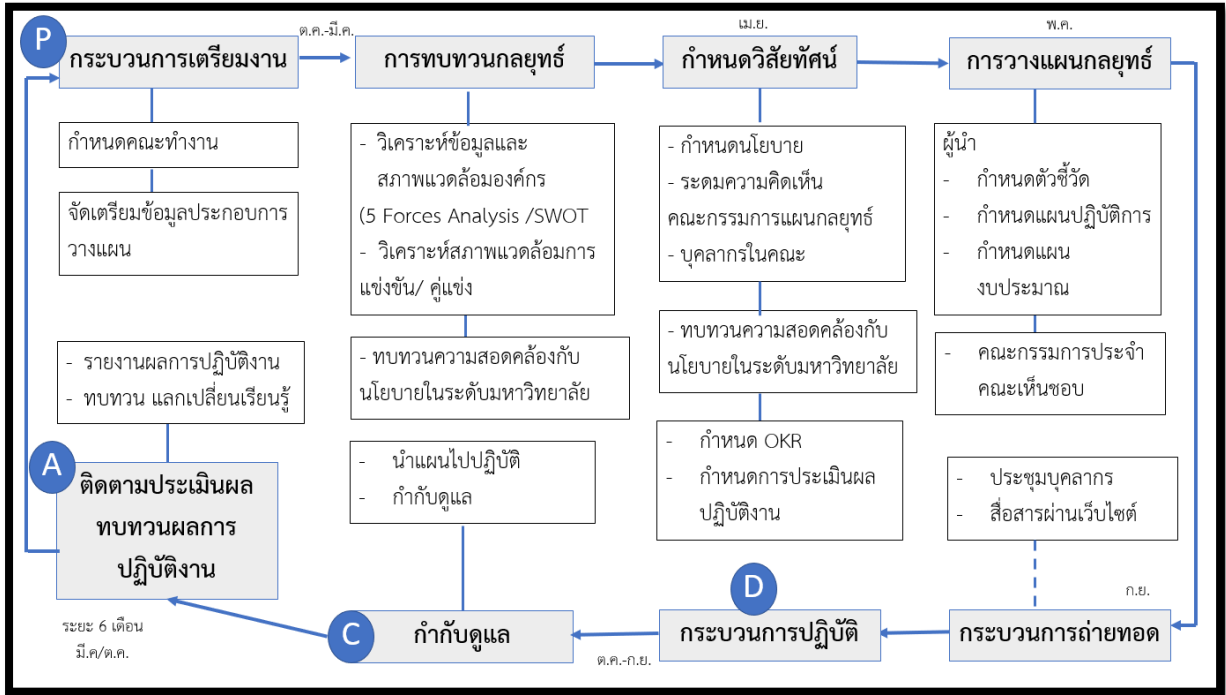 P
กระบวนการเตรียมงาน
ต.ค.-มี.ค.
การทบทวนกลยุทธ์
เม.ย.
กำหนดวิสัยทัศน์
พ.ค.
การวางแผนกลยุทธ์
กำหนดคณะทำงาน
จัดเตรียมข้อมูลประกอบการ
วางแผน
- วิเคราะห์ข้อมูลและ
สภาพแวดล้อมองค์กร
(5 Forces Analysis /SWOT
- วิเคราะห์สภาพแวดล้อมการ
แข่งขัน/ คู่แข่ง
- กำหนดนโยบาย
- ระดมความคิดเห็น
คณะกรรมการแผนกลยุทธ์
- บุคลากรในคณะ
ผู้นำ
- กำหนดตัวชี้วัด
- กำหนดแผนปฏิบัติการ
- กำหนดแผน
งบประมาณ
- รายงานผลการปฏิบัติงาน
- ทบทวน แลกเปลี่ยนเรียนรู้
- ทบทวนความสอดคล้องกับ
นโยบายในระดับมหาวิทยาลัย
- ทบทวนความสอดคล้องกับ
นโยบายในระดับมหาวิทยาลัย
- คณะกรรมการประจำ
คณะเห็นชอบ
A
ติดตามประเมินผล
ทบทวนผลการ
ปฏิบัติงาน
- นำแผนไปปฏิบัติ
- กำกับดูแล
- กำหนด OKR
- กำหนดการประเมินผล
ปฏิบัติงาน
- ประชุมบุคลากร
- สื่อสารผ่านเว็บไซต์
ระยะ 6 เดือน
มี.ค/ต.ค.
C
กำกับดูแล
ต.ค.-ก.ย.
D
กระบวนการปฏิบัติ
ก.ย.
กระบวนการถ่ายทอด